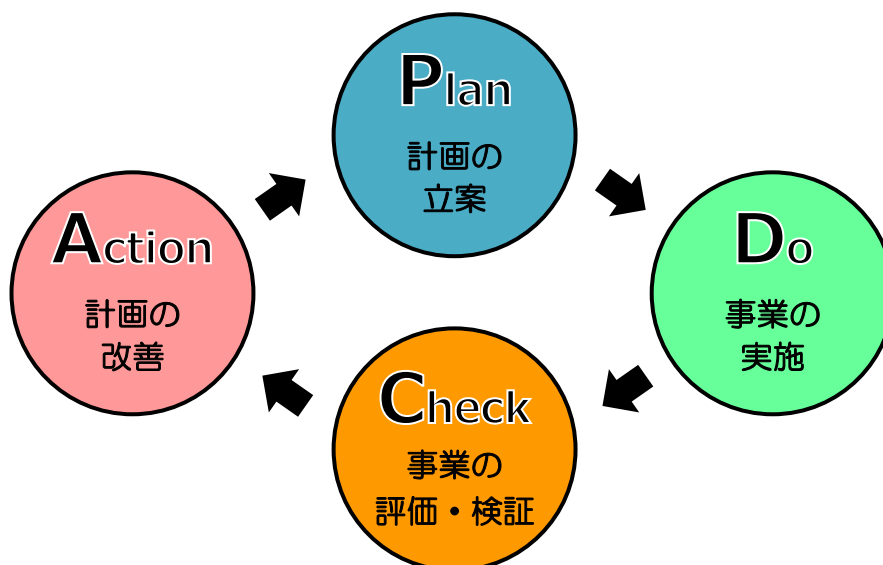 Plan
計画の
立案
Do
事業の
実施
Check
事業の
評価・検証
Action
計画の
改善